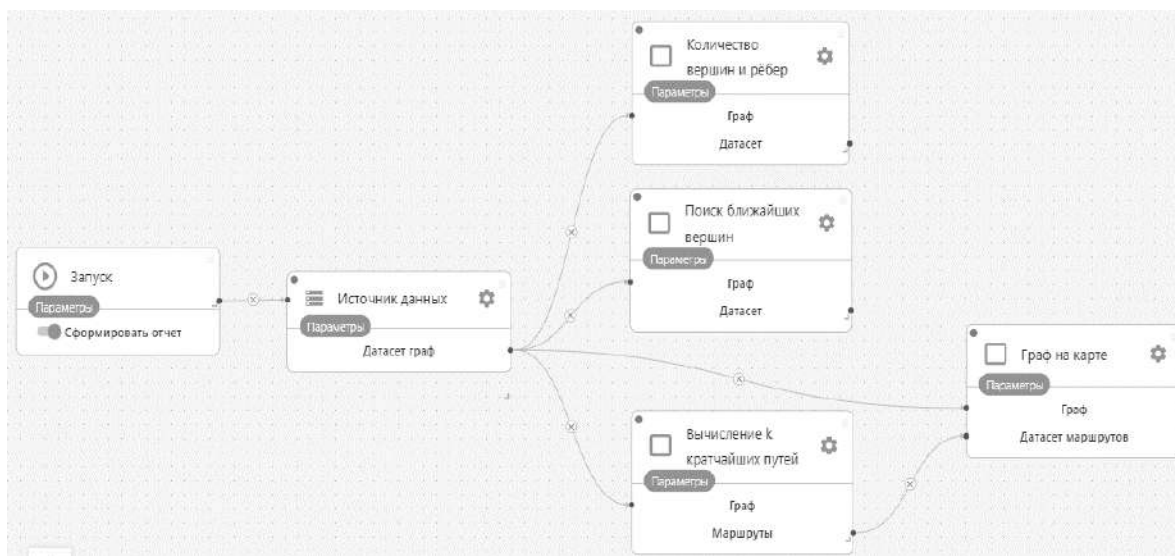 Количество
вершин и рёбер
Параметры
Граф
Датасет
Поиск ближайших
вершин
Параметры
Граф
Датасет
Запуск
Параметры
Сформировать отчет
Источник данных
Параметры
Датасет граф
Граф на карте
Параметры
Граф
Датасет маршрутов
Вычисление k
кратчайших путей
Параметры
Граф
Маршруты